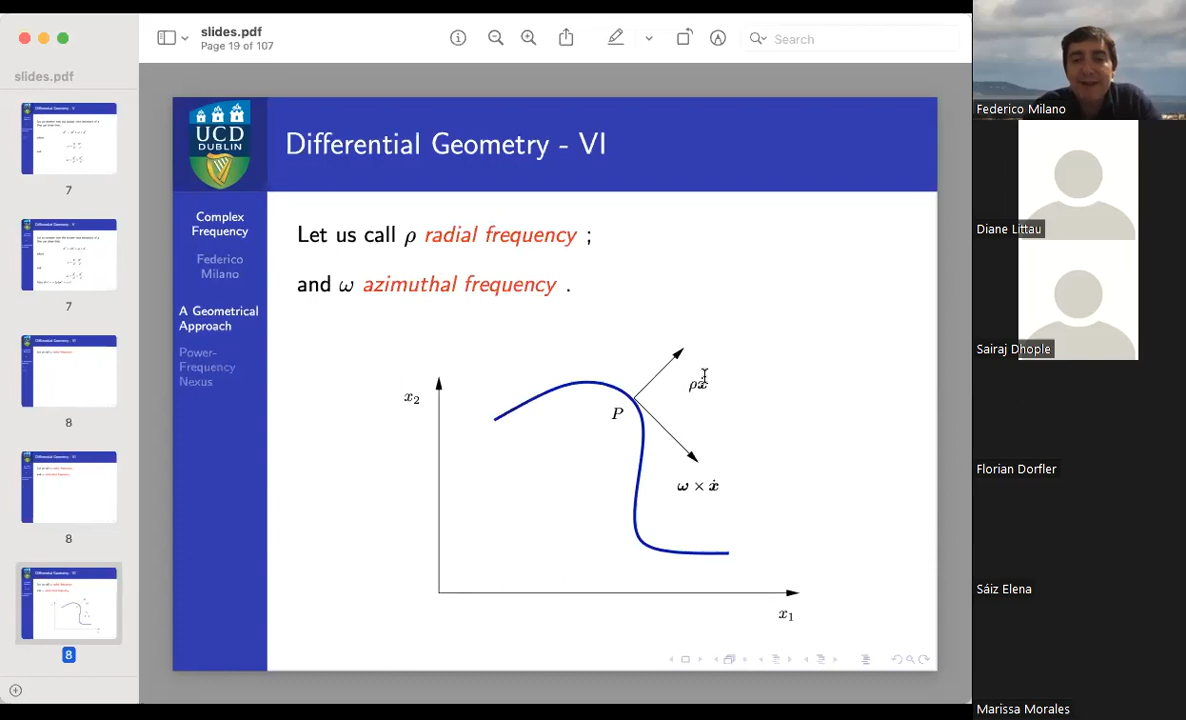 slides.pdf
Page 19 of 107
Search
slides.pdf
7
7
8
8
8
UCD
DUBLIN
Differential Geometry - VI
Complex
Frequency
Federico
Milano
A Geometrical
Approach
Power-
Frequency
Nexus
Let us call ρ radial frequency ;
and ω azimuthal frequency .
x₂
P
ρẋ
ω × ẋ
x₁
Federico Milano
Diane Littau
Sairaj Dhople
Florian Dorfler
Sáiz Elena
Marissa Morales